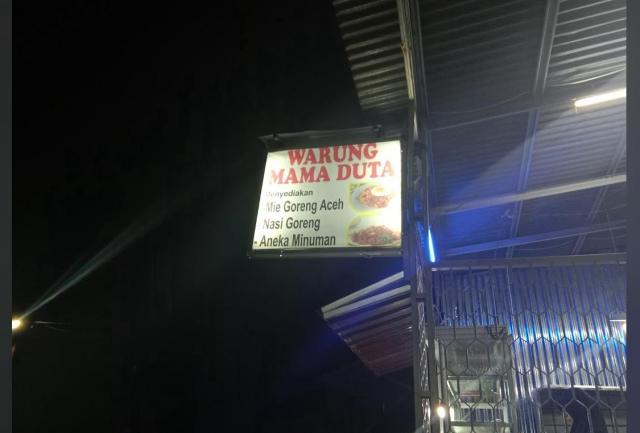 WARUNG
MAMA DUTA
Menyediakan
- Mie Goreng Aceh
- Nasi Goreng
- Aneka Minuman